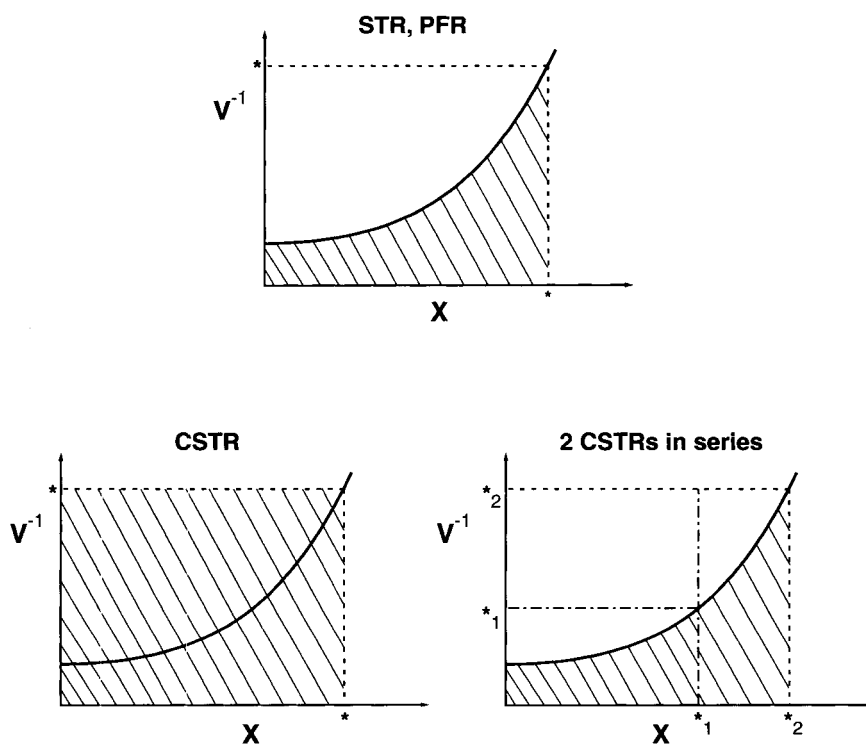 STR, PFR
*
V⁻¹
X
*
CSTR
*
V⁻¹
X
*
2 CSTRs in series
*₂
V⁻¹
*₁
X
*₁
*₂